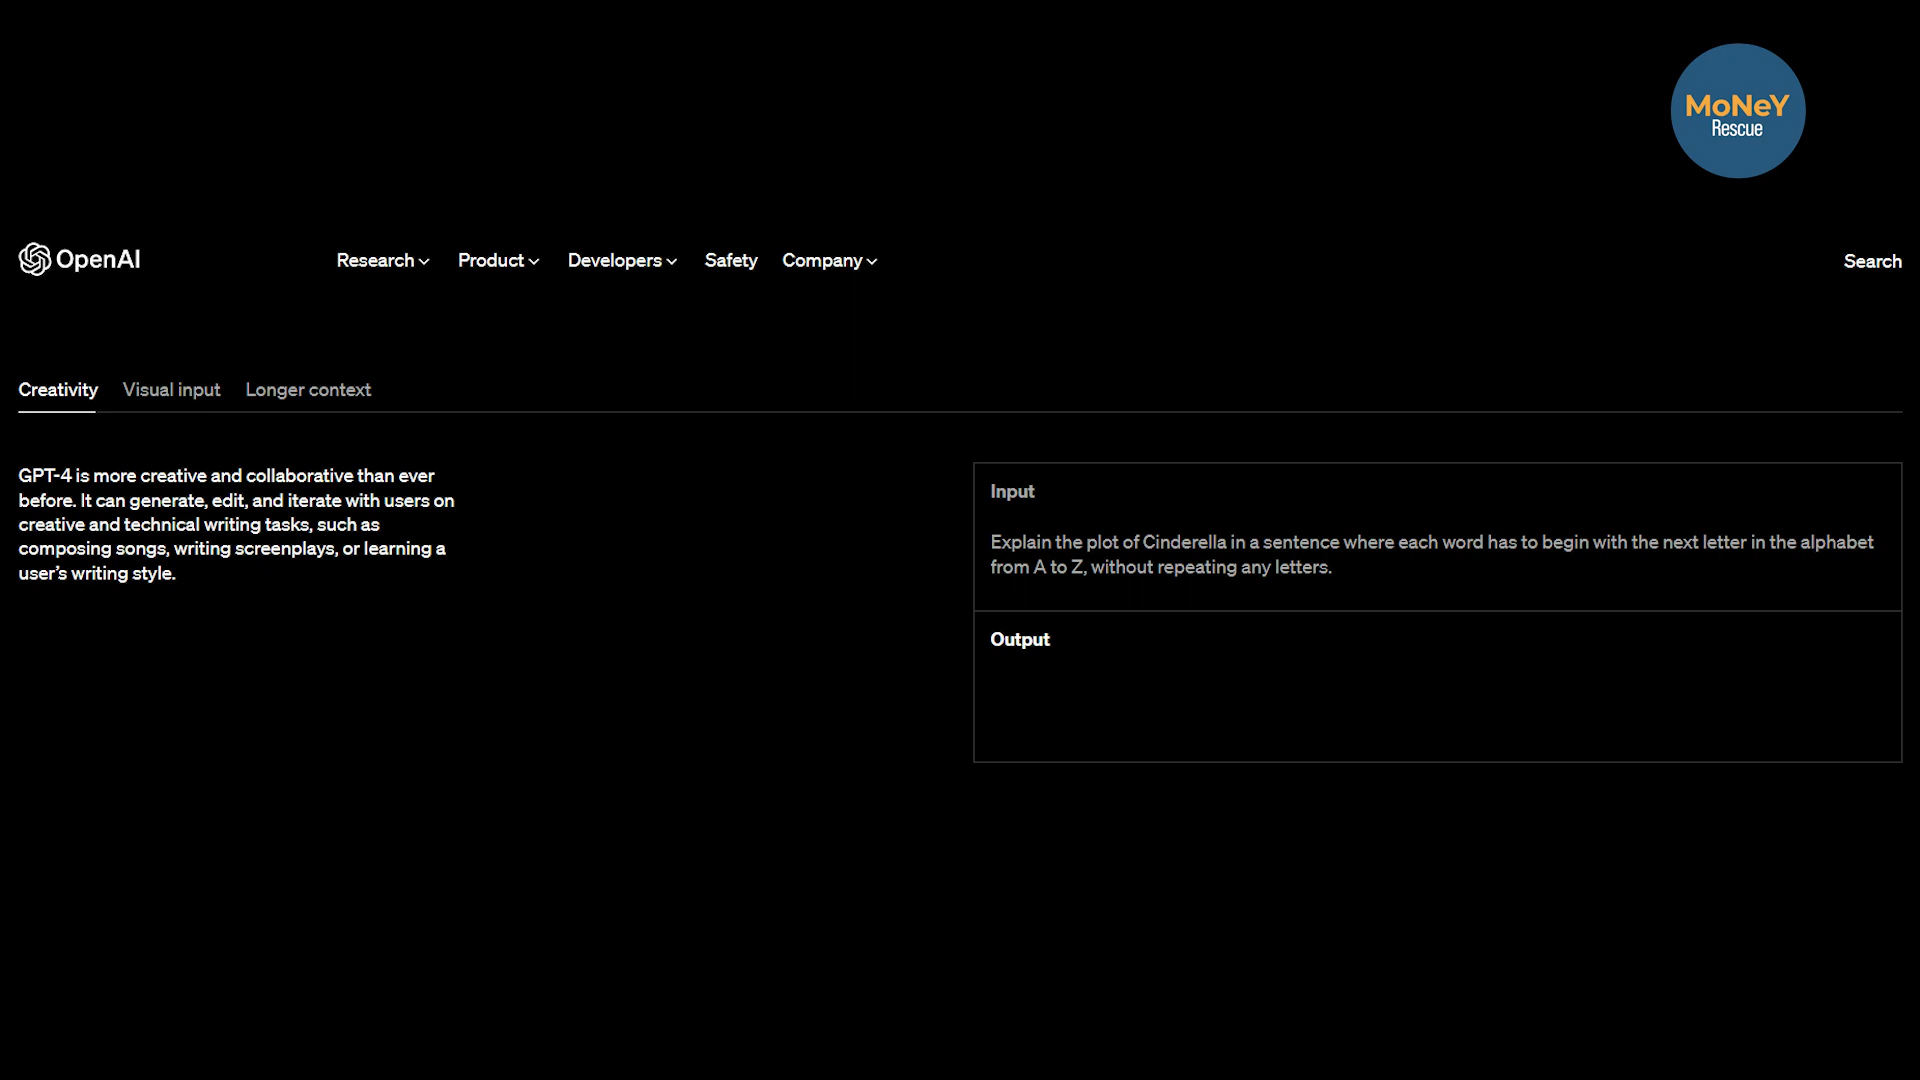 MoNeY
Rescue
OpenAI
Research
Product
Developers
Safety
Company
Search
Creativity
Visual input
Longer context
GPT-4 is more creative and collaborative than ever
before. It can generate, edit, and iterate with users on
creative and technical writing tasks, such as
composing songs, writing screenplays, or learning a
user’s writing style.
Input
Explain the plot of Cinderella in a sentence where each word has to begin with the next letter in the alphabet
from A to Z, without repeating any letters.
Output